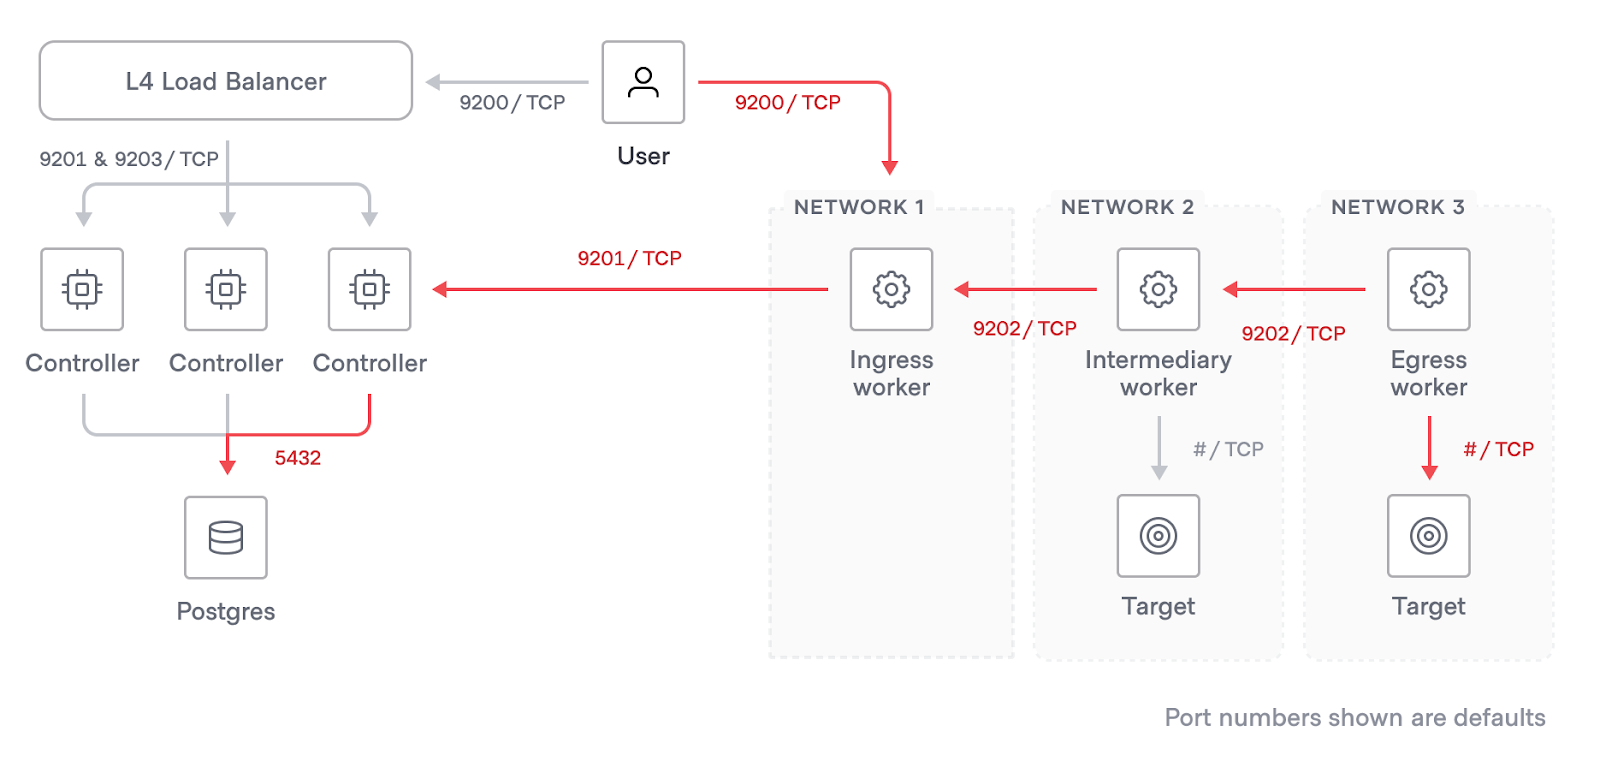 L4 Load Balancer
9200/TCP
9200/TCP
User
9201 & 9203/TCP
NETWORK 1
NETWORK 2
NETWORK 3
9201/TCP
9202/TCP
9202/TCP
Controller
Controller
Controller
Ingress
worker
Intermediary
worker
Egress
worker
5432
#/TCP
#/TCP
Postgres
Target
Target
Port numbers shown are defaults